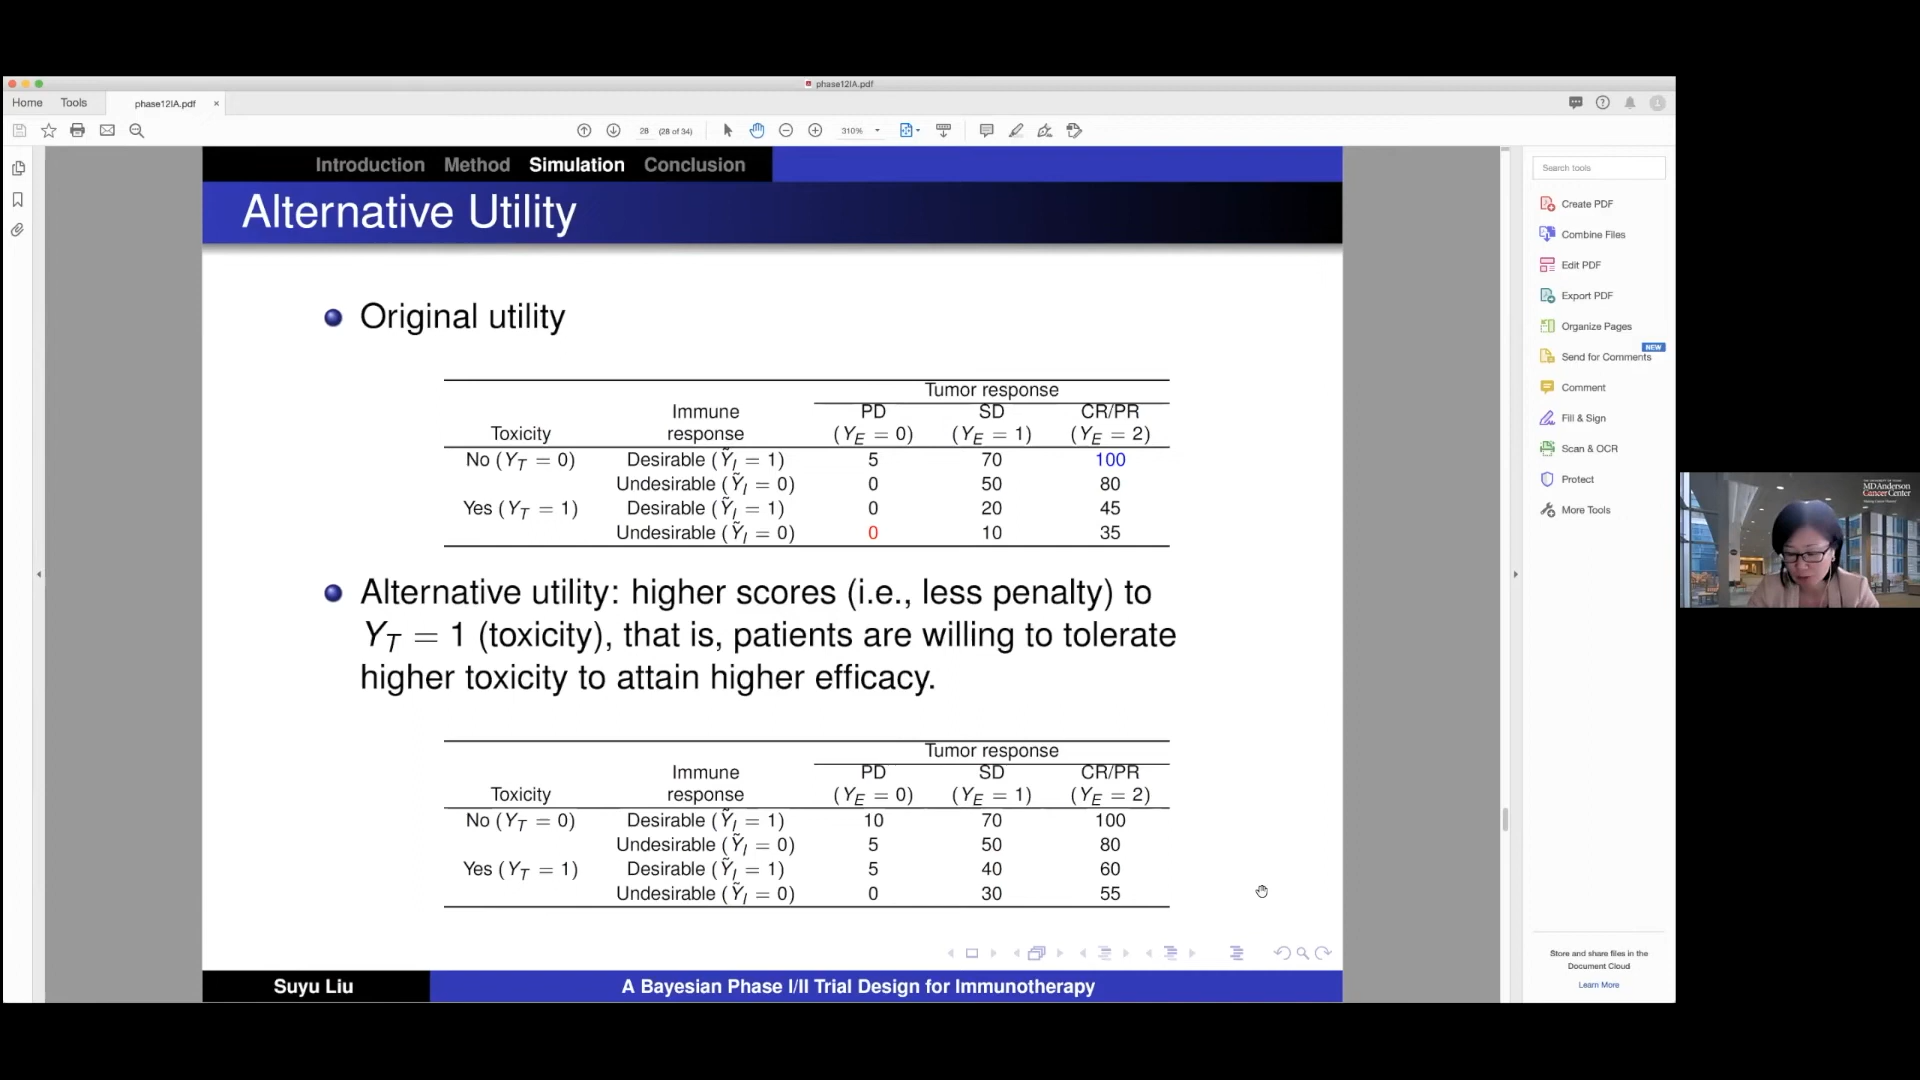 phase12IA.pdf
Home Tools phase12IA.pdf ×
28 (28 of 34) 310%
Search tools
Create PDF
Combine Files
Edit PDF
Export PDF
Organize Pages
NEW
Send for Comments
Comment
Fill & Sign
Scan & OCR
Protect
More Tools
Store and share files in the
Document Cloud
Learn More
Introduction Method Simulation Conclusion
Alternative Utility
Original utility
Tumor response
Immune PD SD CR/PR
Toxicity response (Y_E = 0) (Y_E = 1) (Y_E = 2)
No (Y_T = 0) Desirable (Ỹ_I = 1) 5 70 100
Undesirable (Ỹ_I = 0) 0 50 80
Yes (Y_T = 1) Desirable (Ỹ_I = 1) 0 20 45
Undesirable (Ỹ_I = 0) 0 10 35
Alternative utility: higher scores (i.e., less penalty) to
Y_T = 1 (toxicity), that is, patients are willing to tolerate
higher toxicity to attain higher efficacy.
Tumor response
Immune PD SD CR/PR
Toxicity response (Y_E = 0) (Y_E = 1) (Y_E = 2)
No (Y_T = 0) Desirable (Ỹ_I = 1) 10 70 100
Undesirable (Ỹ_I = 0) 5 50 80
Yes (Y_T = 1) Desirable (Ỹ_I = 1) 5 40 60
Undesirable (Ỹ_I = 0) 0 30 55
Suyu Liu A Bayesian Phase I/II Trial Design for Immunotherapy
MD Anderson
Cancer Center